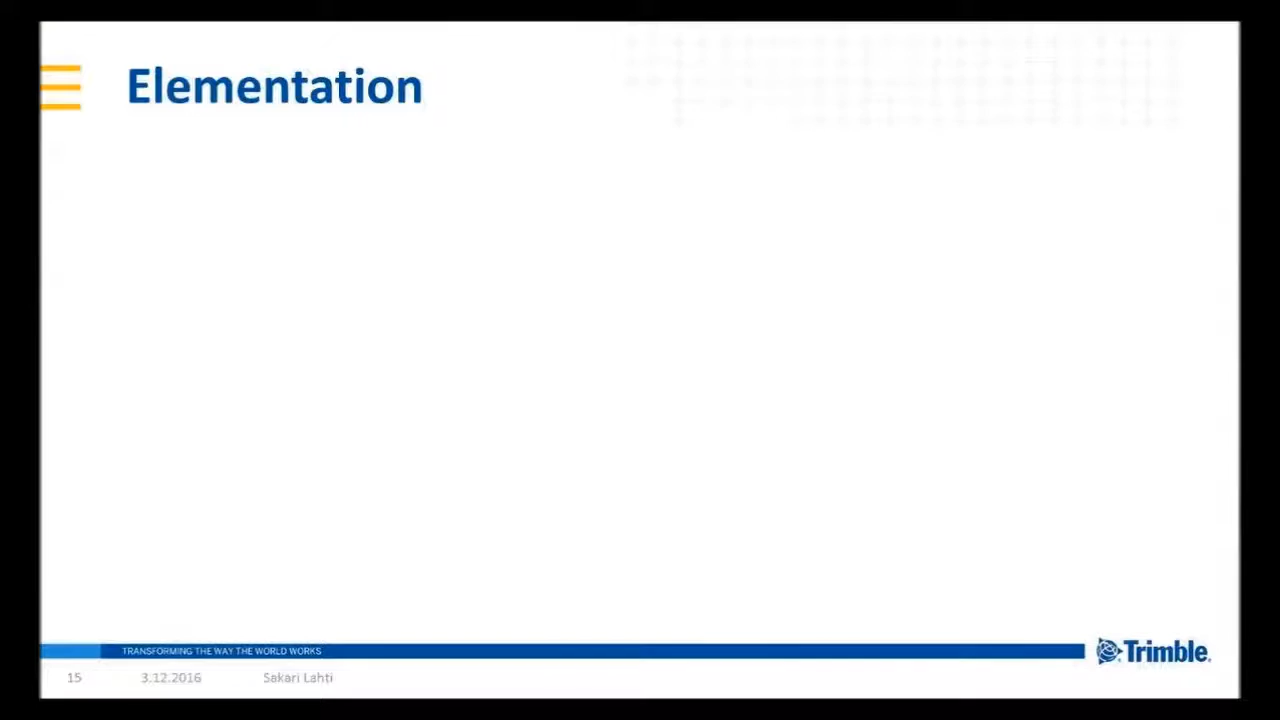 Elementation
TRANSFORMING THE WAY THE WORLD WORKS
Trimble.
15 3.12.2016 Sakari Lahti